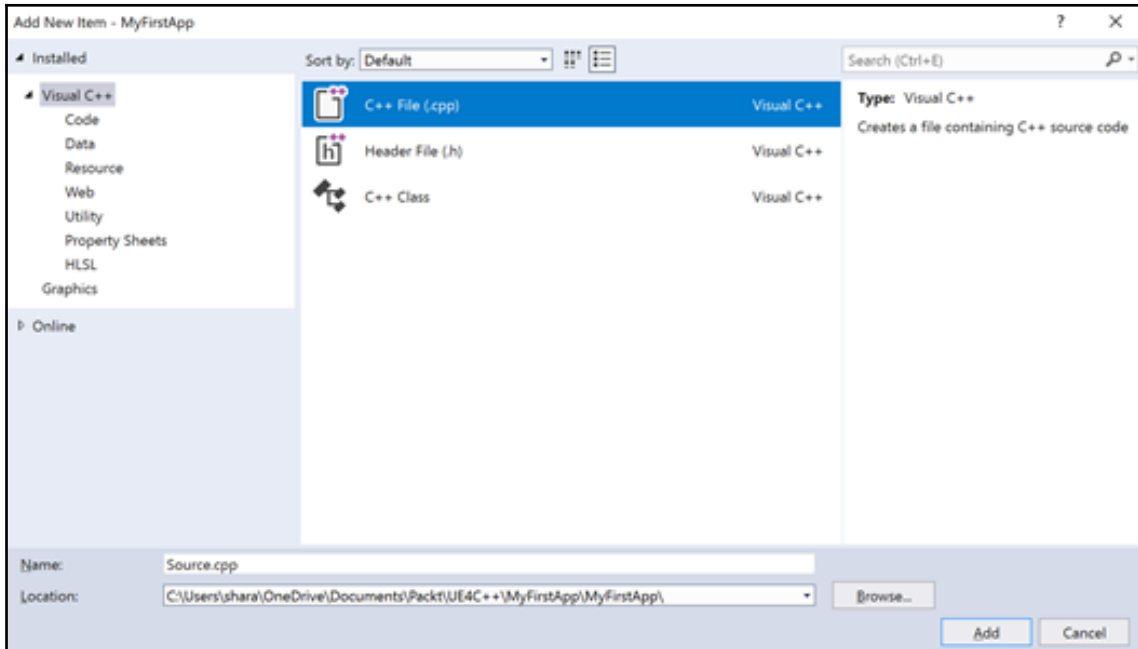 Add New Item - MyFirstApp ? ×
Installed
Sort by: Default
Search (Ctrl+E)
Visual C++
Code
Data
Resource
Web
Utility
Property Sheets
HLSL
Graphics
Online
C++ File (.cpp) Visual C++
Header File (.h) Visual C++
C++ Class Visual C++
Type: Visual C++
Creates a file containing C++ source code
Name: Source.cpp
Location: C:\Users\shara\OneDrive\Documents\Packt\UE4C++\MyFirstApp\MyFirstApp\
Browse...
Add Cancel